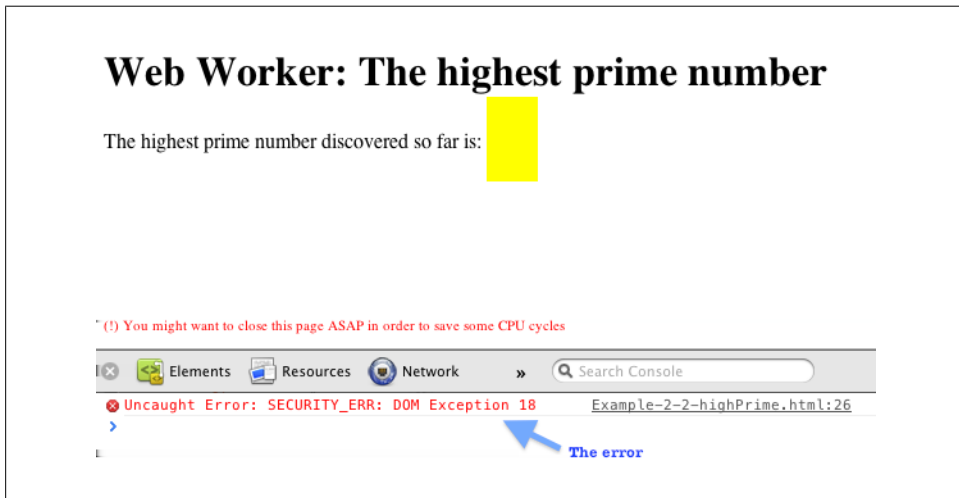 Web Worker: The highest prime number
The highest prime number discovered so far is:
(!) You might want to close this page ASAP in order to save some CPU cycles
Elements Resources Network » Search Console
Uncaught Error: SECURITY_ERR: DOM Exception 18 Example-2-2-highPrime.html:26
>
The error